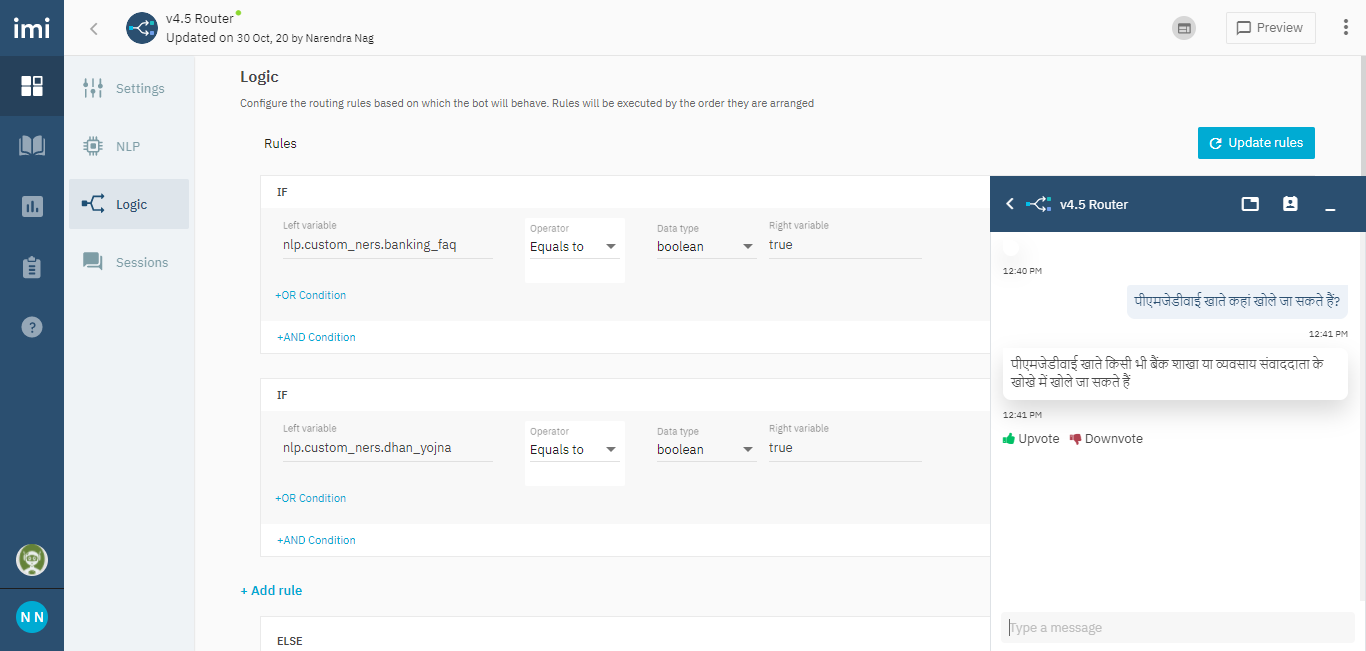 imi
v4.5 Router
Updated on 30 Oct, 20 by Narendra Nag
Preview
Settings
NLP
Logic
Sessions
N N
Logic
Configure the routing rules based on which the bot will behave. Rules will be executed by the order they are arranged
Rules
Update rules
IF
Left variable
nlp.custom_ners.banking_faq
Operator
Equals to
Data type
boolean
Right variable
true
+OR Condition
+AND Condition
IF
Left variable
nlp.custom_ners.dhan_yojna
Operator
Equals to
Data type
boolean
Right variable
true
+OR Condition
+AND Condition
+ Add rule
ELSE
v4.5 Router
12:40 PM
पीएमजेडीवाई खाते कहां खोले जा सकते हैं?
12:41 PM
पीएमजेडीवाई खाते किसी भी बैंक शाखा या व्यवसाय संवाददाता के
खोखे में खोले जा सकते हैं
12:41 PM
Upvote Downvote
Type a message